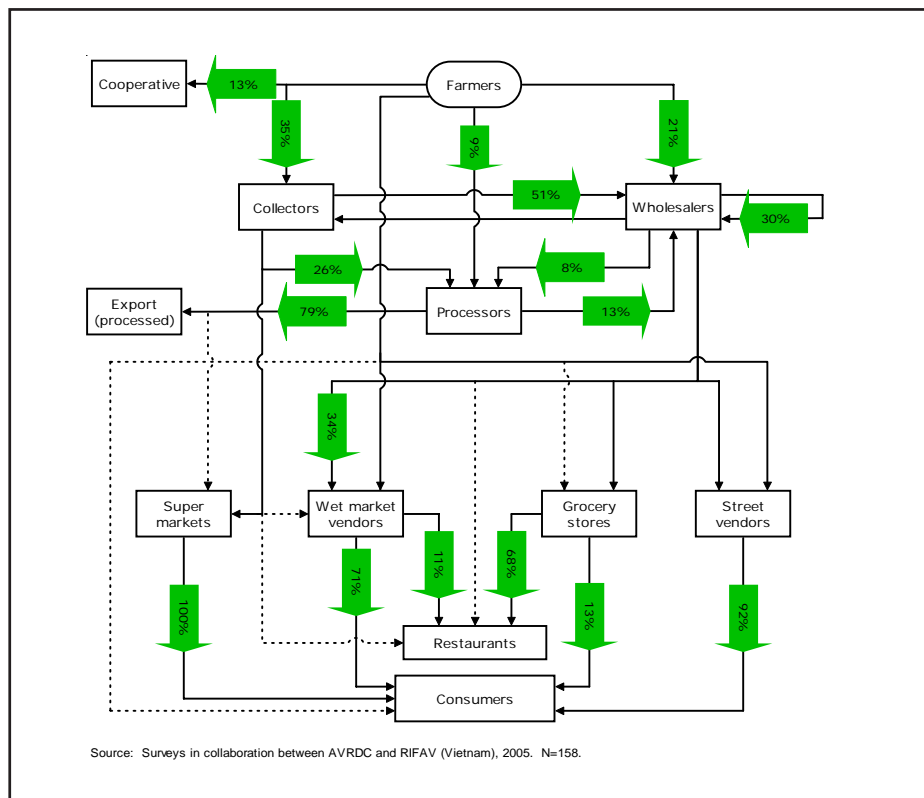 Cooperative
13%
Farmers
35%
9%
21%
Collectors
51%
Wholesalers
30%
26%
8%
Export
(processed)
79%
Processors
13%
34%
Super
markets
Wet market
vendors
Grocery
stores
Street
vendors
100%
71%
11%
68%
13%
92%
Restaurants
Consumers
Source: Surveys in collaboration between AVRDC and RIFAV (Vietnam), 2005. N=158.